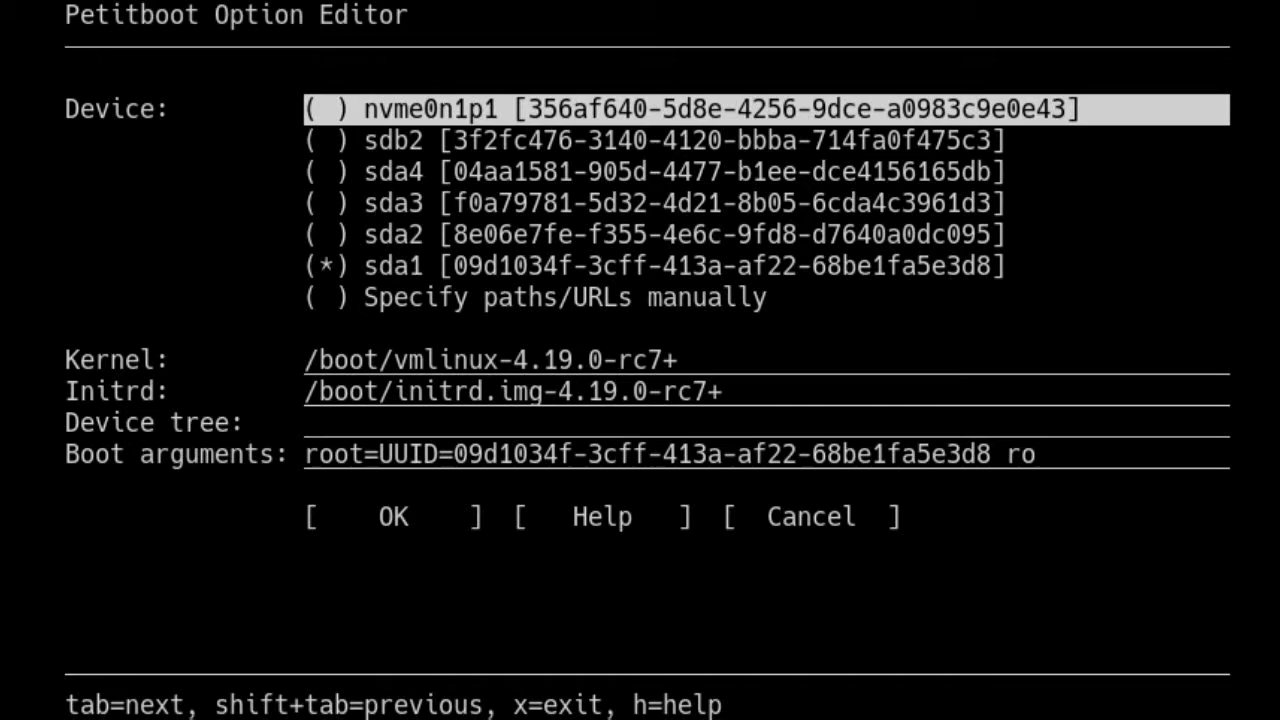 Petitboot Option Editor
Device: ( ) nvme0n1p1 [356af640-5d8e-4256-9dce-a0983c9e0e43]
( ) sdb2 [3f2fc476-3140-4120-bbba-714fa0f475c3]
( ) sda4 [04aa1581-905d-4477-b1ee-dce4156165db]
( ) sda3 [f0a79781-5d32-4d21-8b05-6cda4c3961d3]
( ) sda2 [8e06e7fe-f355-4e6c-9fd8-d7640a0dc095]
(*) sda1 [09d1034f-3cff-413a-af22-68be1fa5e3d8]
( ) Specify paths/URLs manually
Kernel: /boot/vmlinux-4.19.0-rc7+
Initrd: /boot/initrd.img-4.19.0-rc7+
Device tree:
Boot arguments: root=UUID=09d1034f-3cff-413a-af22-68be1fa5e3d8 ro
[ OK ] [ Help ] [ Cancel ]
tab=next, shift+tab=previous, x=exit, h=help